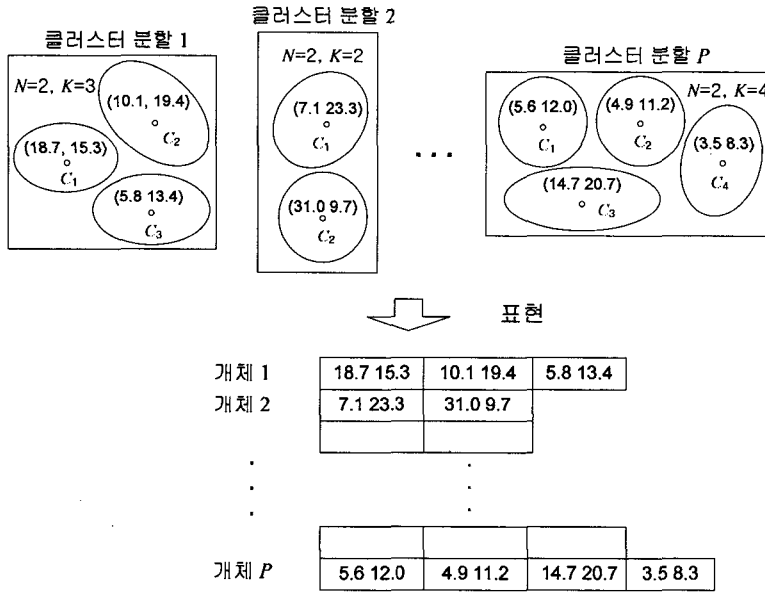 클러스터 분할 1
N=2, K=3
(10.1, 19.4)
C2
(18.7, 15.3)
C1
(5.8 13.4)
C3
클러스터 분할 2
N=2, K=2
(7.1 23.3)
C1
(31.0 9.7)
C2
. . .
클러스터 분할 P
N=2, K=4
(5.6 12.0)
C1
(4.9 11.2)
C2
(3.5 8.3)
C4
(14.7 20.7)
C3
표현
개체 1 18.7 15.3 10.1 19.4 5.8 13.4
개체 2 7.1 23.3 31.0 9.7
개체 P 5.6 12.0 4.9 11.2 14.7 20.7 3.5 8.3